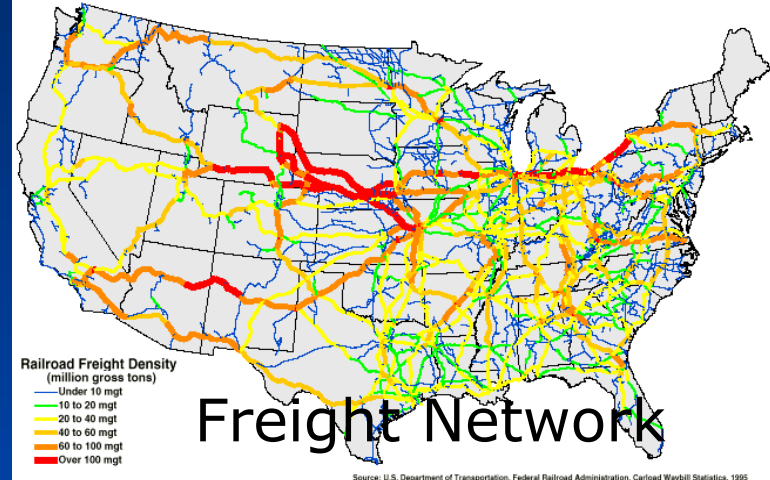 Railroad Freight Density
(million gross tons)
Under 10 mgt
10 to 20 mgt
20 to 40 mgt
40 to 60 mgt
60 to 100 mgt
Over 100 mgt
Freight Network
Source: U.S. Department of Transportation, Federal Railroad Administration, Carload Waybill Statistics, 1995